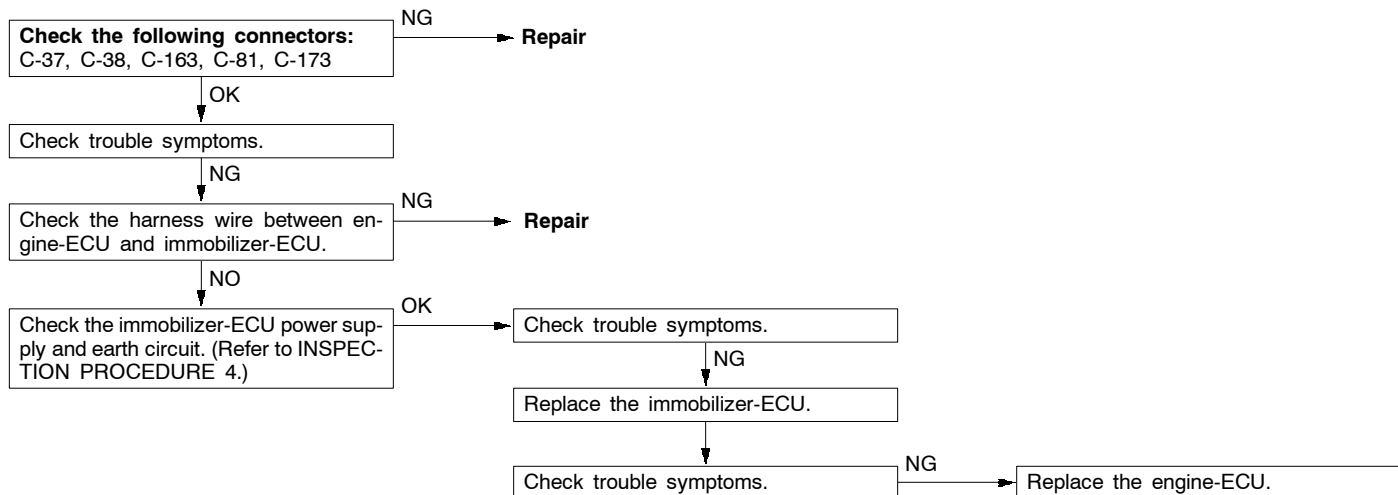 NG
Check the following connectors:
C-37, C-38, C-163, C-81, C-173
Repair
OK
Check trouble symptoms.
NG
Check the harness wire between en-
gine-ECU and immobilizer-ECU.
NG
Repair
NO
Check the immobilizer-ECU power sup-
ply and earth circuit. (Refer to INSPEC-
TION PROCEDURE 4.)
OK
Check trouble symptoms.
NG
Replace the immobilizer-ECU.
Check trouble symptoms.
NG
Replace the engine-ECU.